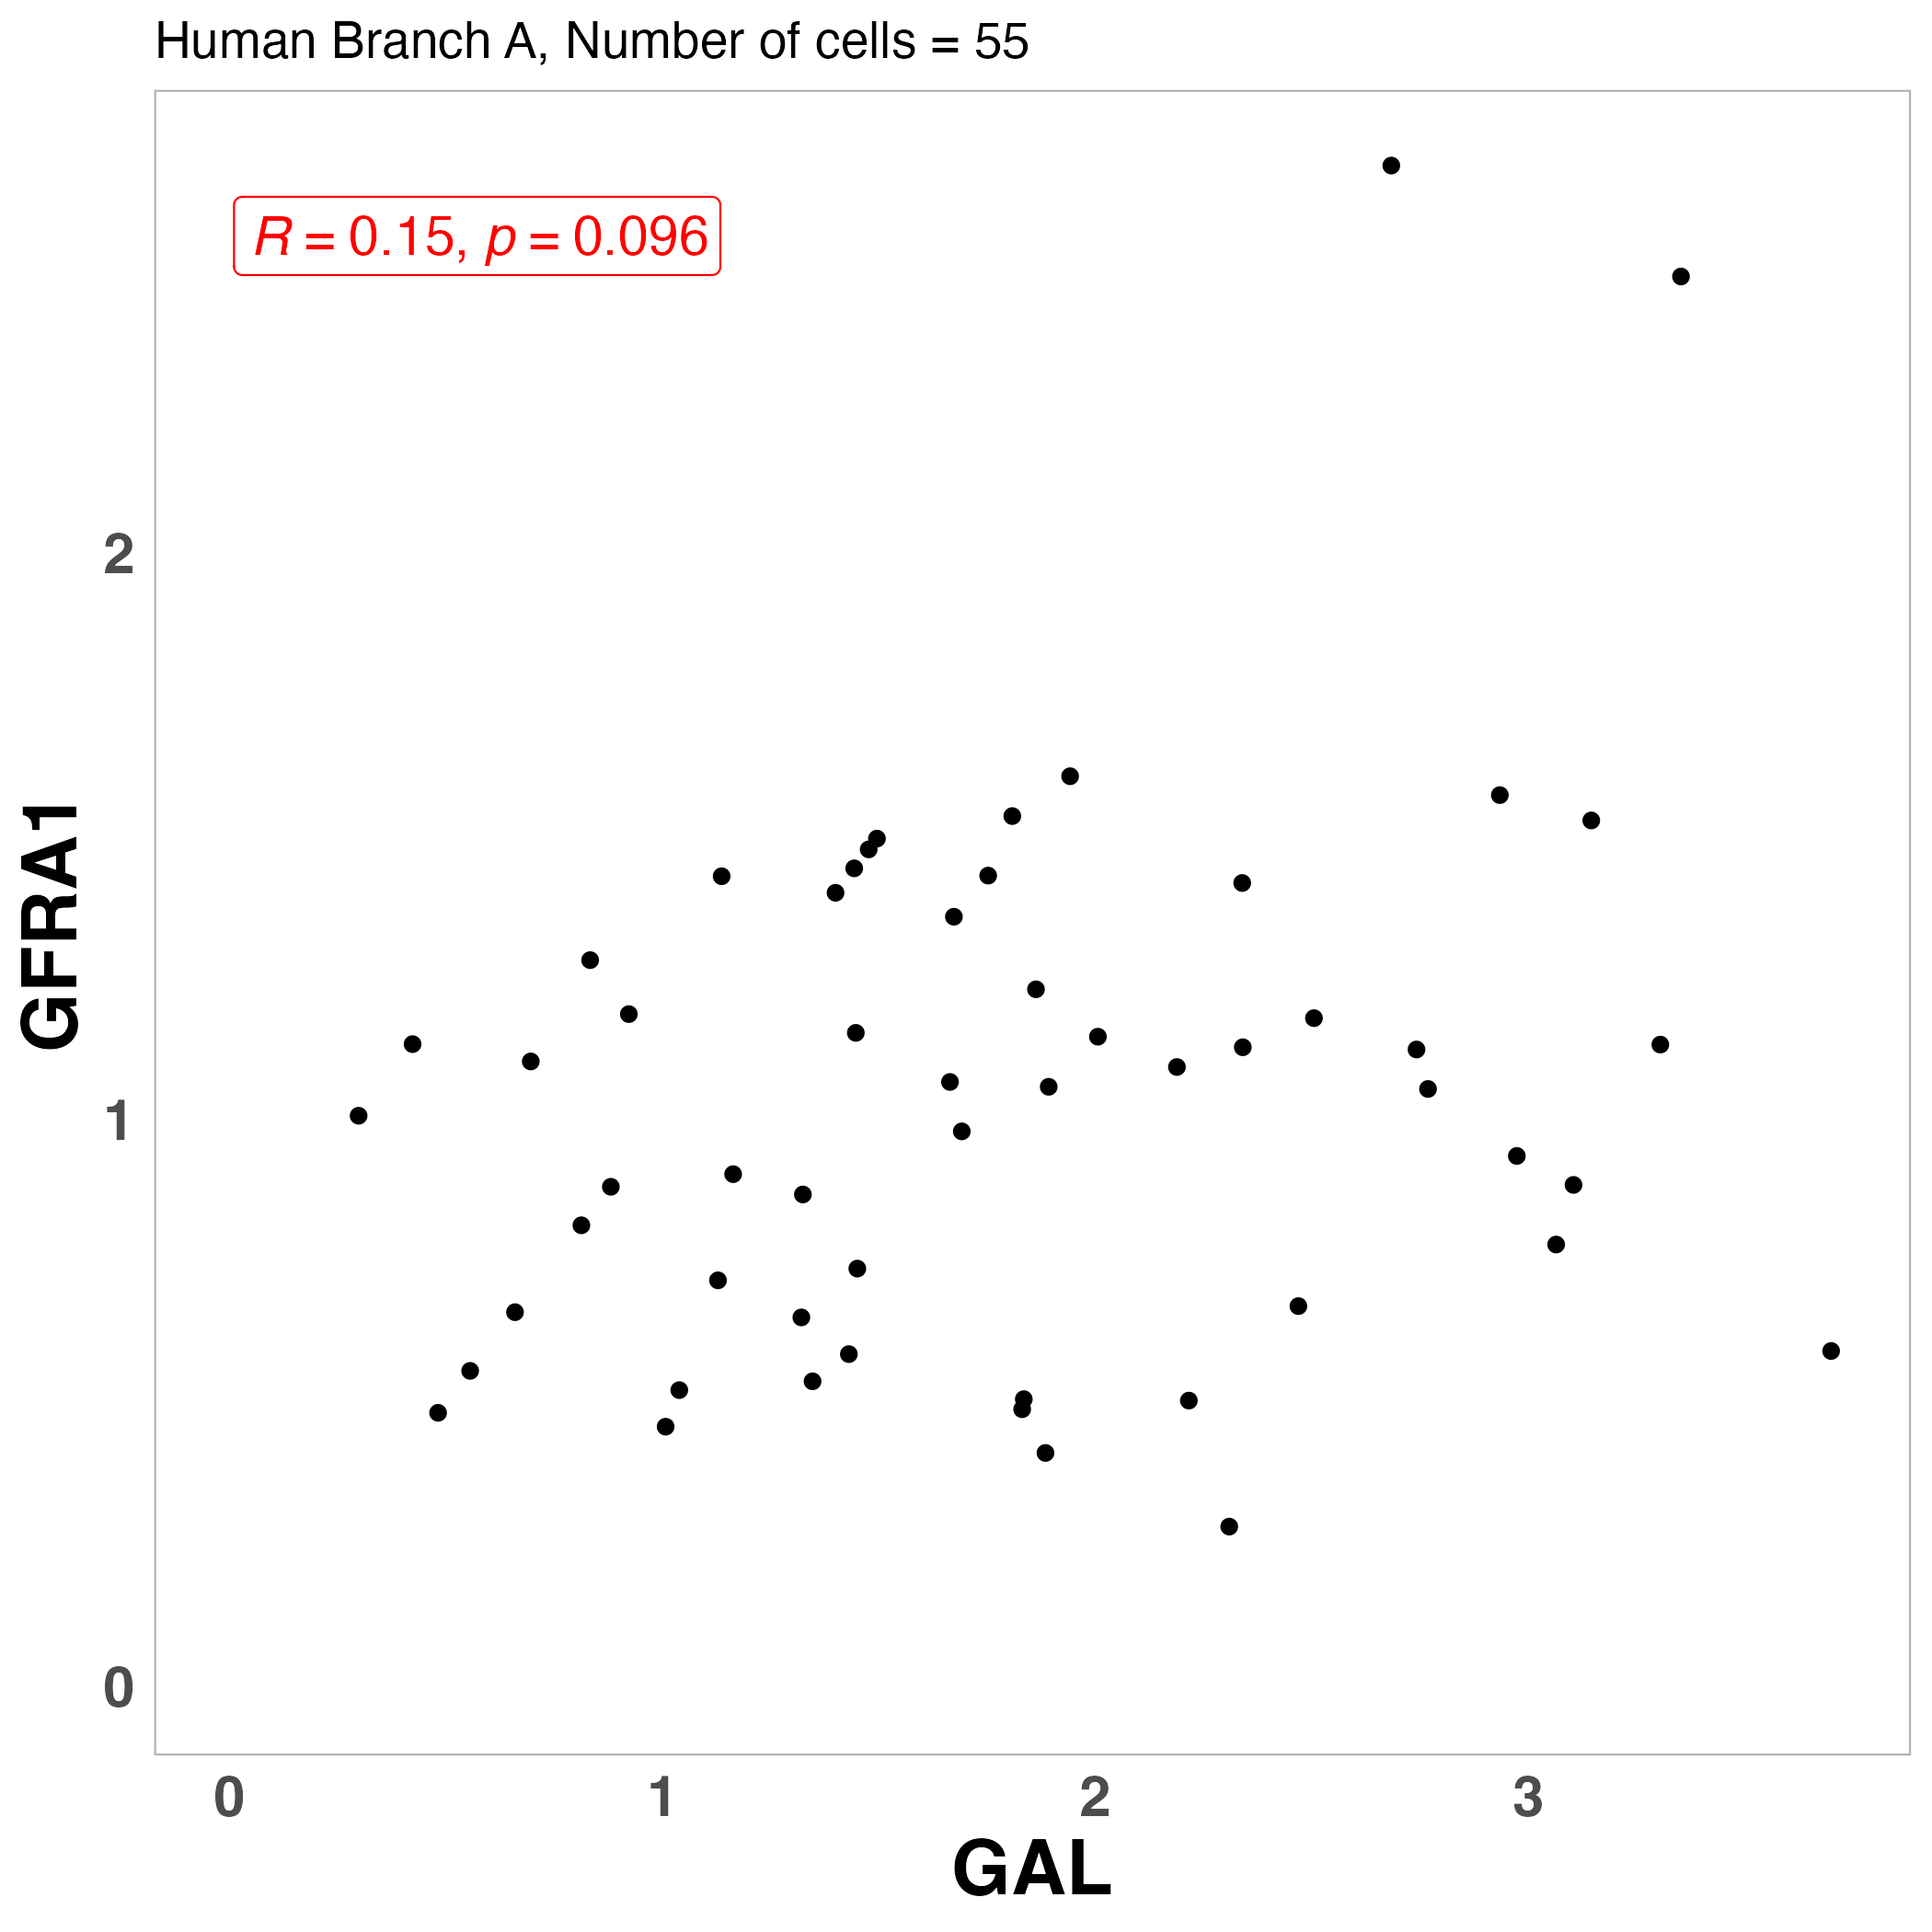 Human Branch A, Number of cells = 55
R = 0.15, p = 0.096
2
1
0
GFRA1
0 1 2 3
GAL